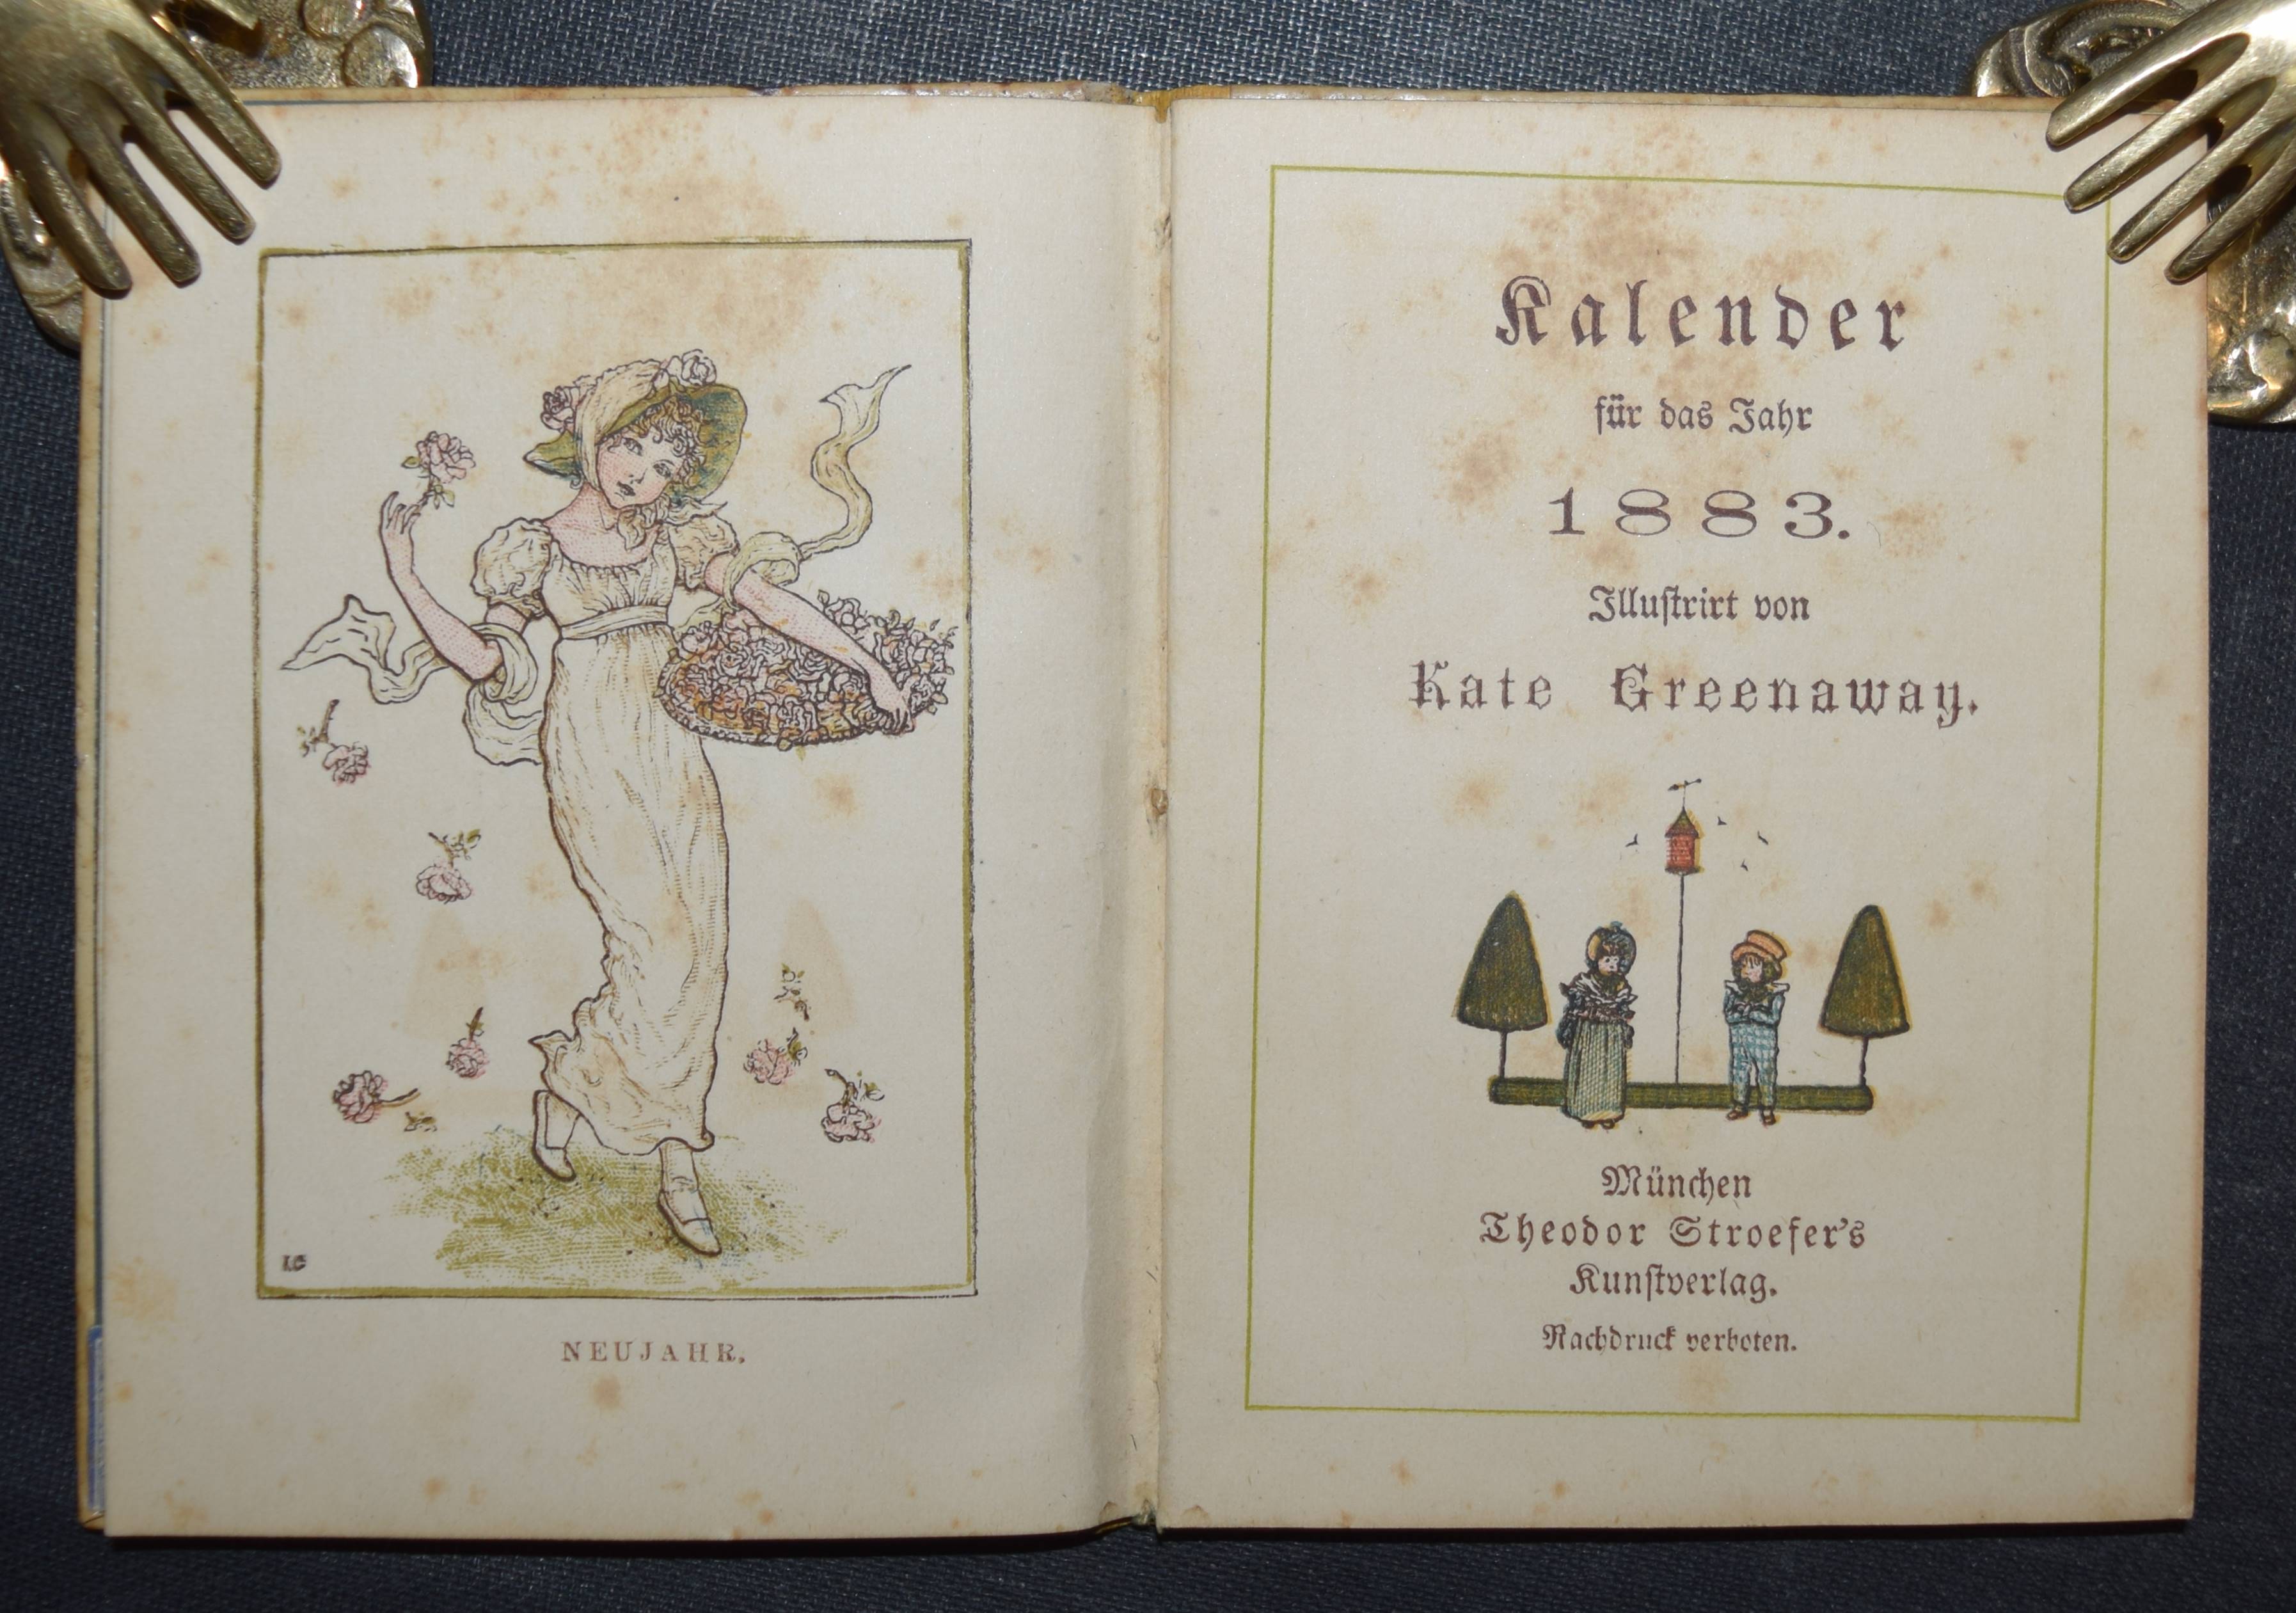 NEUJAHR.
Kalender
für das Jahr
1883.
Illuſtrirt von
Kate Greenaway.
München
Theodor Stroefer's
Kunſtverlag.
Nachdruck verboten.